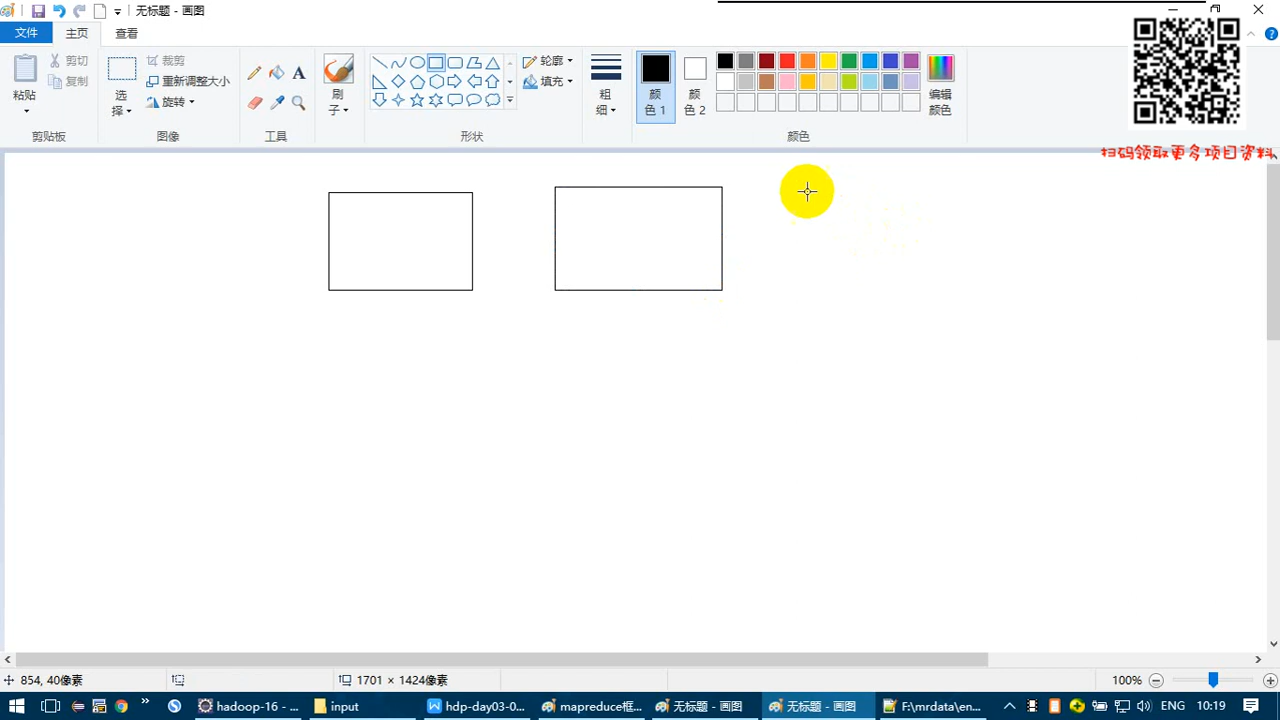 无标题 - 画图
文件
主页
查看
粘贴
剪切
复制
剪贴板
选择
裁剪
重新调整大小
旋转
图像
A
工具
刷子
形状
轮廓
填充
粗细
颜色 1
颜色 2
颜色
编辑颜色
扫码领取更多项目资料
854, 40像素
1701 × 1424像素
100%
hadoop-16 - ...
input
hdp-day03-0...
mapreduce框...
无标题 - 画图
无标题 - 画图
F:\mrdata\en...
ENG
10:19